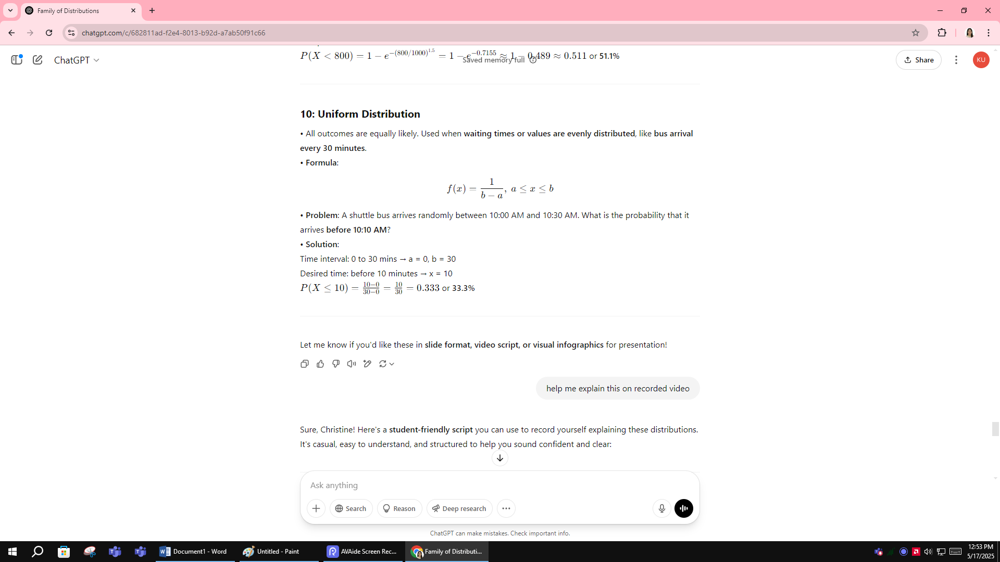 Family of Distributions
chatgpt.com/c/682811ad-f2e4-8013-b92d-a7ab50f91c66
ChatGPT
Saved memory full
Share
KU
P(X < 800) = 1 − e^{−(800/1000)^{1.5}} = 1 − e^{−0.7155} ≈ 1 − 0.489 ≈ 0.511 or 51.1%
10: Uniform Distribution
• All outcomes are equally likely. Used when waiting times or values are evenly distributed, like bus arrival
every 30 minutes.
• Formula:
f(x) = \frac{1}{b − a}, a ≤ x ≤ b
• Problem: A shuttle bus arrives randomly between 10:00 AM and 10:30 AM. What is the probability that it
arrives before 10:10 AM?
• Solution:
Time interval: 0 to 30 mins → a = 0, b = 30
Desired time: before 10 minutes → x = 10
P(X ≤ 10) = \frac{10−0}{30−0} = \frac{10}{30} = 0.333 or 33.3%
Let me know if you'd like these in slide format, video script, or visual infographics for presentation!
help me explain this on recorded video
Sure, Christine! Here's a student-friendly script you can use to record yourself explaining these distributions.
It's casual, easy to understand, and structured to help you sound confident and clear:
Ask anything
Search
Reason
Deep research
ChatGPT can make mistakes. Check important info.
Document1 - Word
Untitled - Paint
AVAide Screen Rec...
Family of Distributi...
12:53 PM
5/17/2025